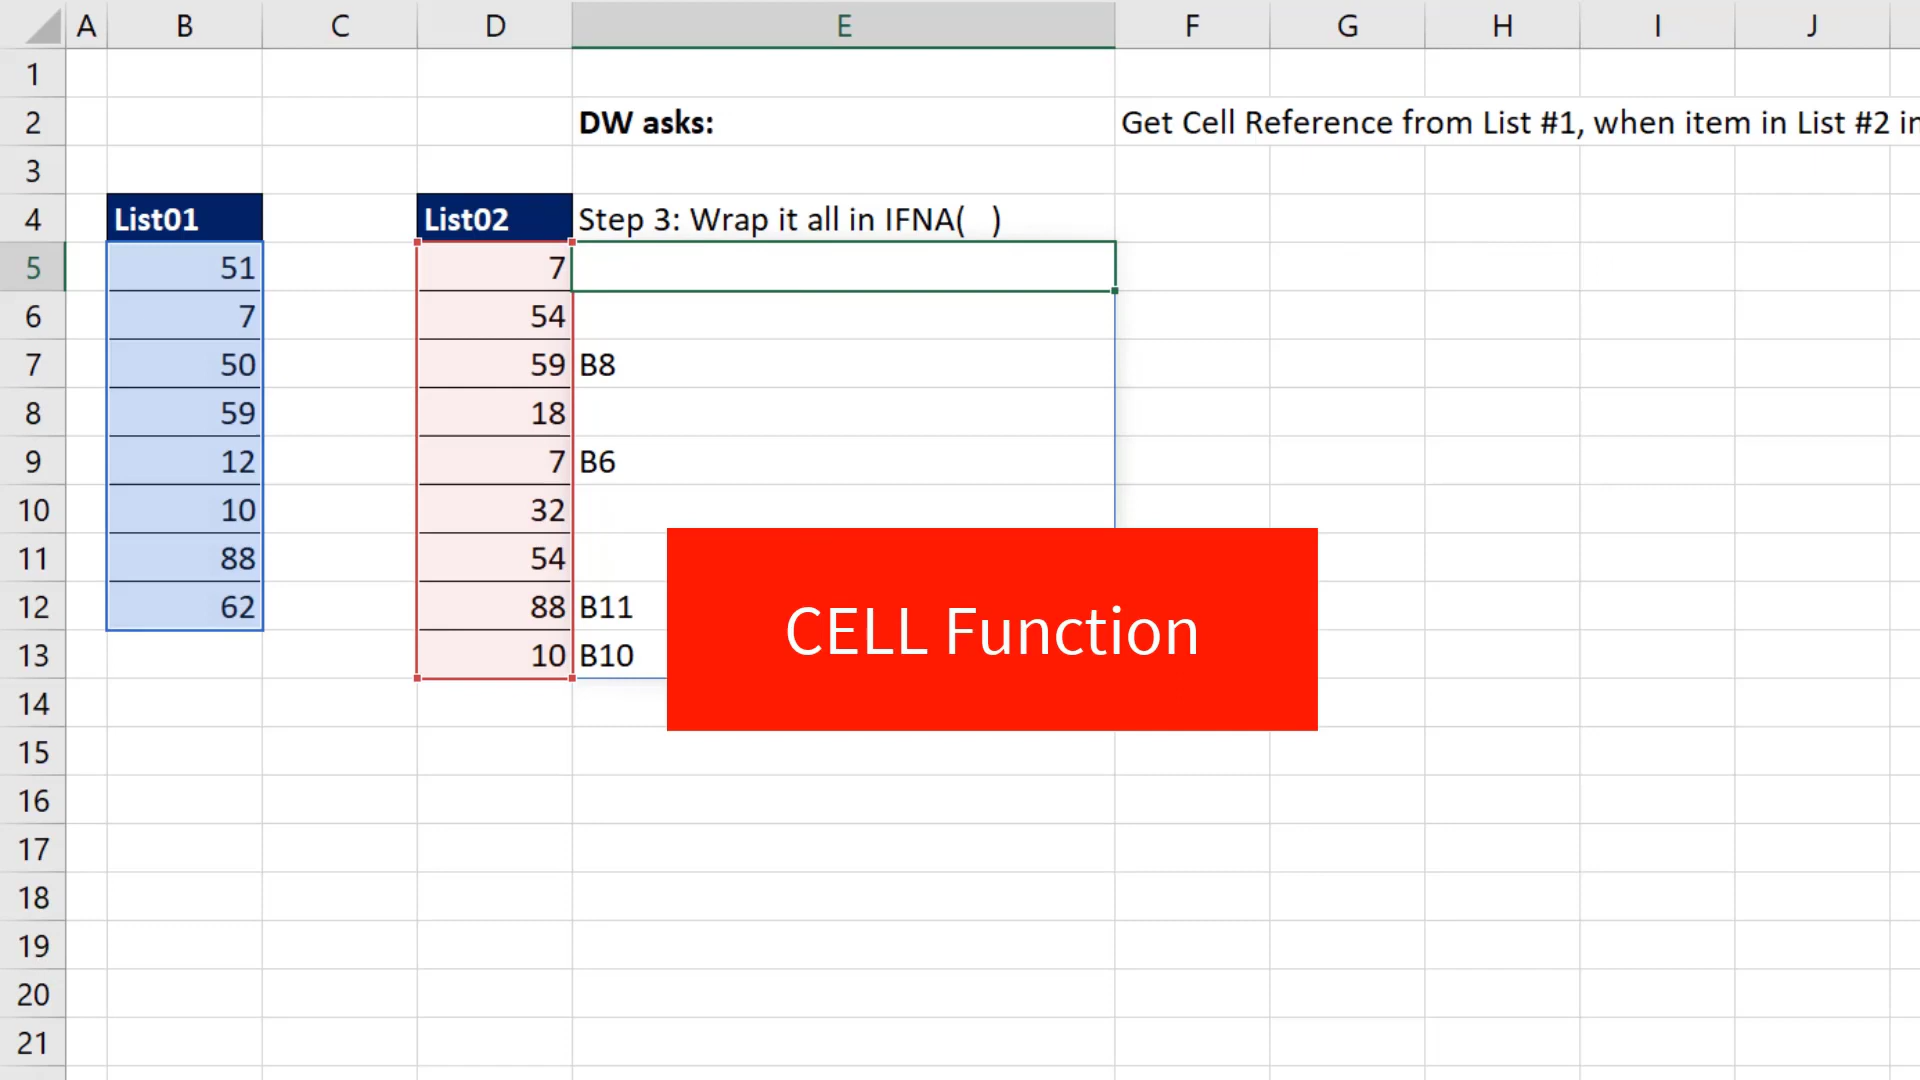 A B C D E F G H I J
1
2 DW asks: Get Cell Reference from List #1, when item in List #2 in
3
4 List01 List02 Step 3: Wrap it all in IFNA( )
5 51 7
6 7 54
7 50 59 B8
8 59 18
9 12 7 B6
10 10 32
11 88 54
12 62 88 B11
CELL Function
13 10 B10
14
15
16
17
18
19
20
21